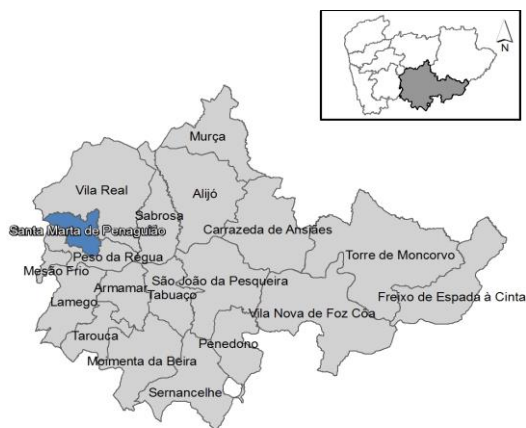 N
Murça
Vila Real
Alijó
Sabrosa
Santa Marta de Penaguião
Carrazeda de Ansiães
Peso da Régua
Torre de Moncorvo
Mesão Frio
São João da Pesqueira
Armamar
Tabuaço
Freixo de Espada à Cinta
Lamego
Vila Nova de Foz Côa
Tarouca
Penedono
Moimenta da Beira
Sernancelhe